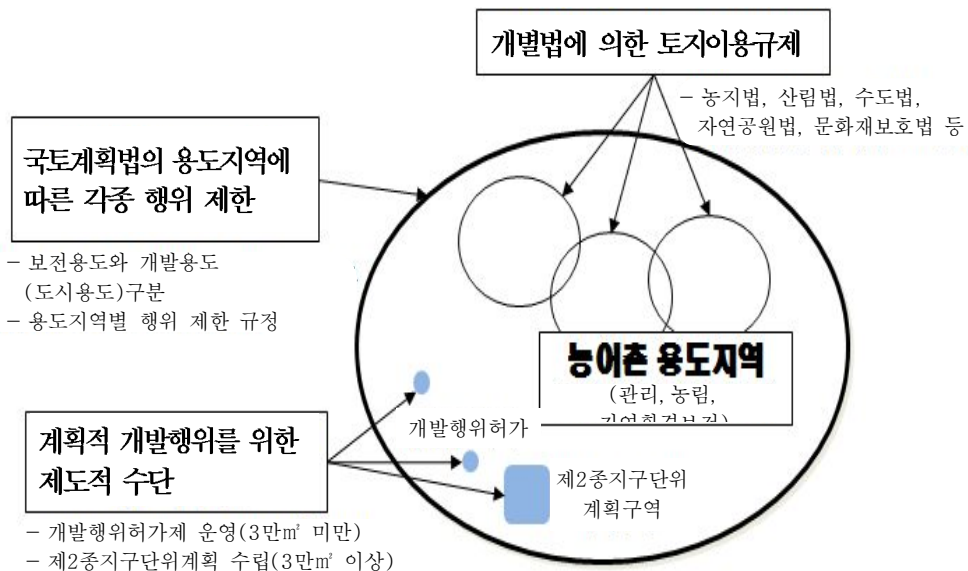 개별법에 의한 토지이용규제
- 농지법, 산림법, 수도법,
자연공원법, 문화재보호법 등
국토계획법의 용도지역에
따른 각종 행위 제한
- 보전용도와 개발용도
(도시용도)구분
- 용도지역별 행위 제한 규정
농어촌 용도지역
(관리, 농림,
개발행위허가
계획적 개발행위를 위한
제도적 수단
제2종지구단위
계획구역
- 개발행위허가제 운영(3만㎡ 미만)
- 제2종지구단위계획 수립(3만㎡ 이상)